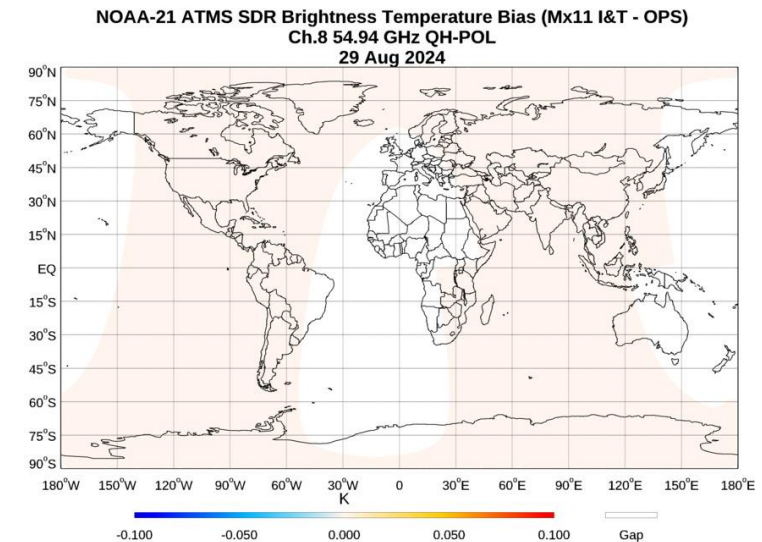 NOAA-21 ATMS SDR Brightness Temperature Bias (Mx11 I&T - OPS)
Ch.8 54.94 GHz QH-POL
29 Aug 2024
90°N
75°N
60°N
45°N
30°N
15°N
EQ
15°S
30°S
45°S
60°S
75°S
90°S
180°W 150°W 120°W 90°W 60°W 30°W 0 30°E 60°E 90°E 120°E 150°E 180°E
K
-0.100 -0.050 0.000 0.050 0.100 Gap